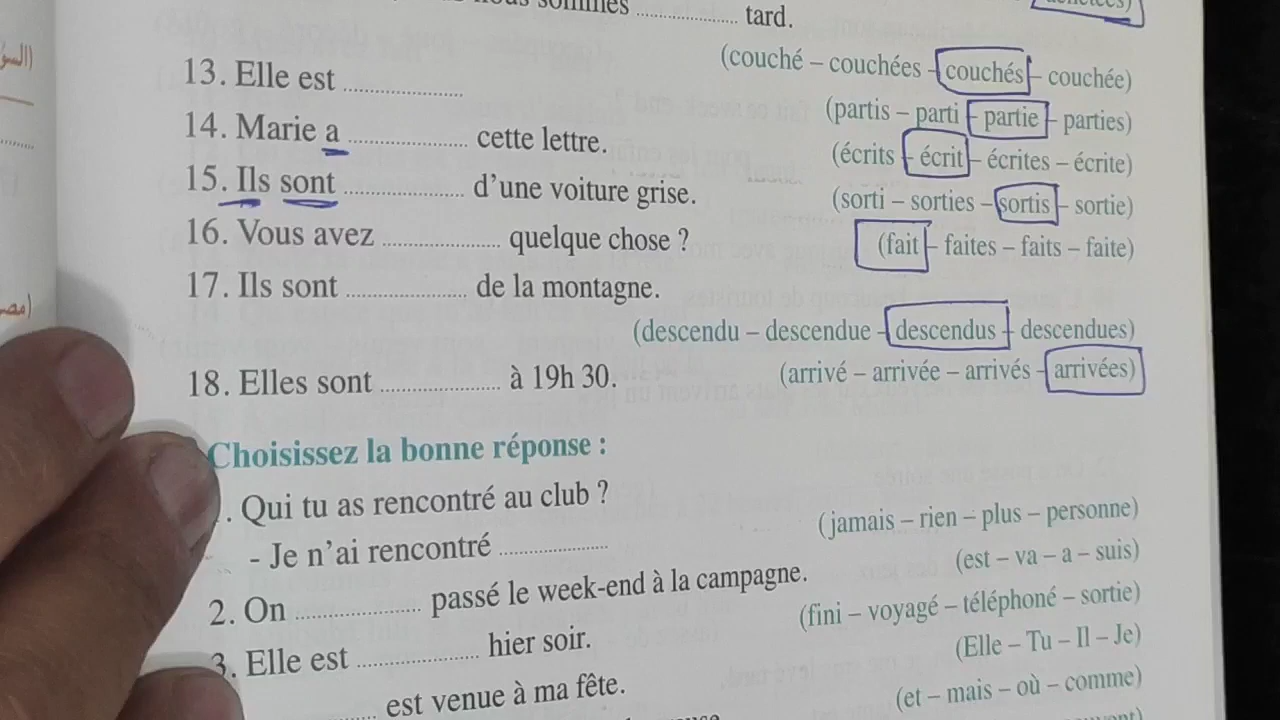 sommes .................. tard.
(couché – couchées – couchés – couchée)
13. Elle est ..................
(partis – parti – partie – parties)
14. Marie a .................. cette lettre.
(écrits – écrit – écrites – écrite)
15. Ils sont .................. d'une voiture grise.
(sorti – sorties – sortis – sortie)
16. Vous avez .................. quelque chose ?
(fait – faites – faits – faite)
17. Ils sont .................. de la montagne.
(descendu – descendue – descendus – descendues)
18. Elles sont .................. à 19h 30.
(arrivé – arrivée – arrivés – arrivées)
Choisissez la bonne réponse :
. Qui tu as rencontré au club ?
- Je n'ai rencontré ..................
(jamais – rien – plus – personne)
2. On .................. passé le week-end à la campagne.
(est – va – a – suis)
3. Elle est .................. hier soir.
(fini – voyagé – téléphoné – sortie)
.... est venue à ma fête.
(Elle – Tu – Il – Je)
(et – mais – où – comme)